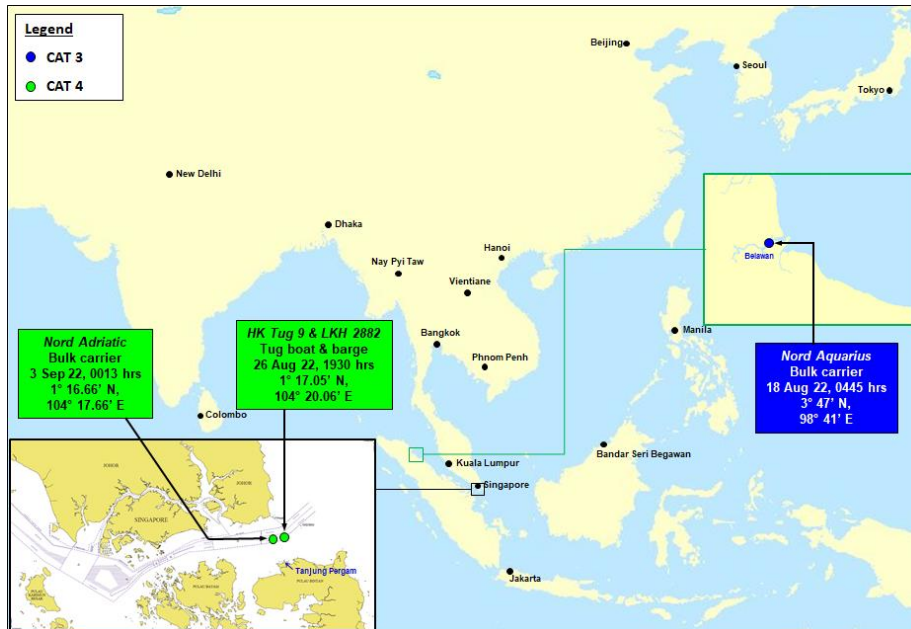 Legend
CAT 3
CAT 4
Beijing
Seoul
Tokyo
New Delhi
Dhaka
Hanoi
Nay Pyi Taw
Vientiane
Belawan
Manila
Bangkok
Phnom Penh
Nord Adriatic
Bulk carrier
3 Sep 22, 0013 hrs
1° 16.66’ N,
104° 17.66’ E
HK Tug 9 & LKH 2882
Tug boat & barge
26 Aug 22, 1930 hrs
1° 17.05’ N,
104° 20.06’ E
Nord Aquarius
Bulk carrier
18 Aug 22, 0445 hrs
3° 47’ N,
98° 41’ E
Colombo
Bandar Seri Begawan
Kuala Lumpur
Singapore
Jakarta
JOHOR
JOHOR
SINGAPORE
Tanjung Pergam